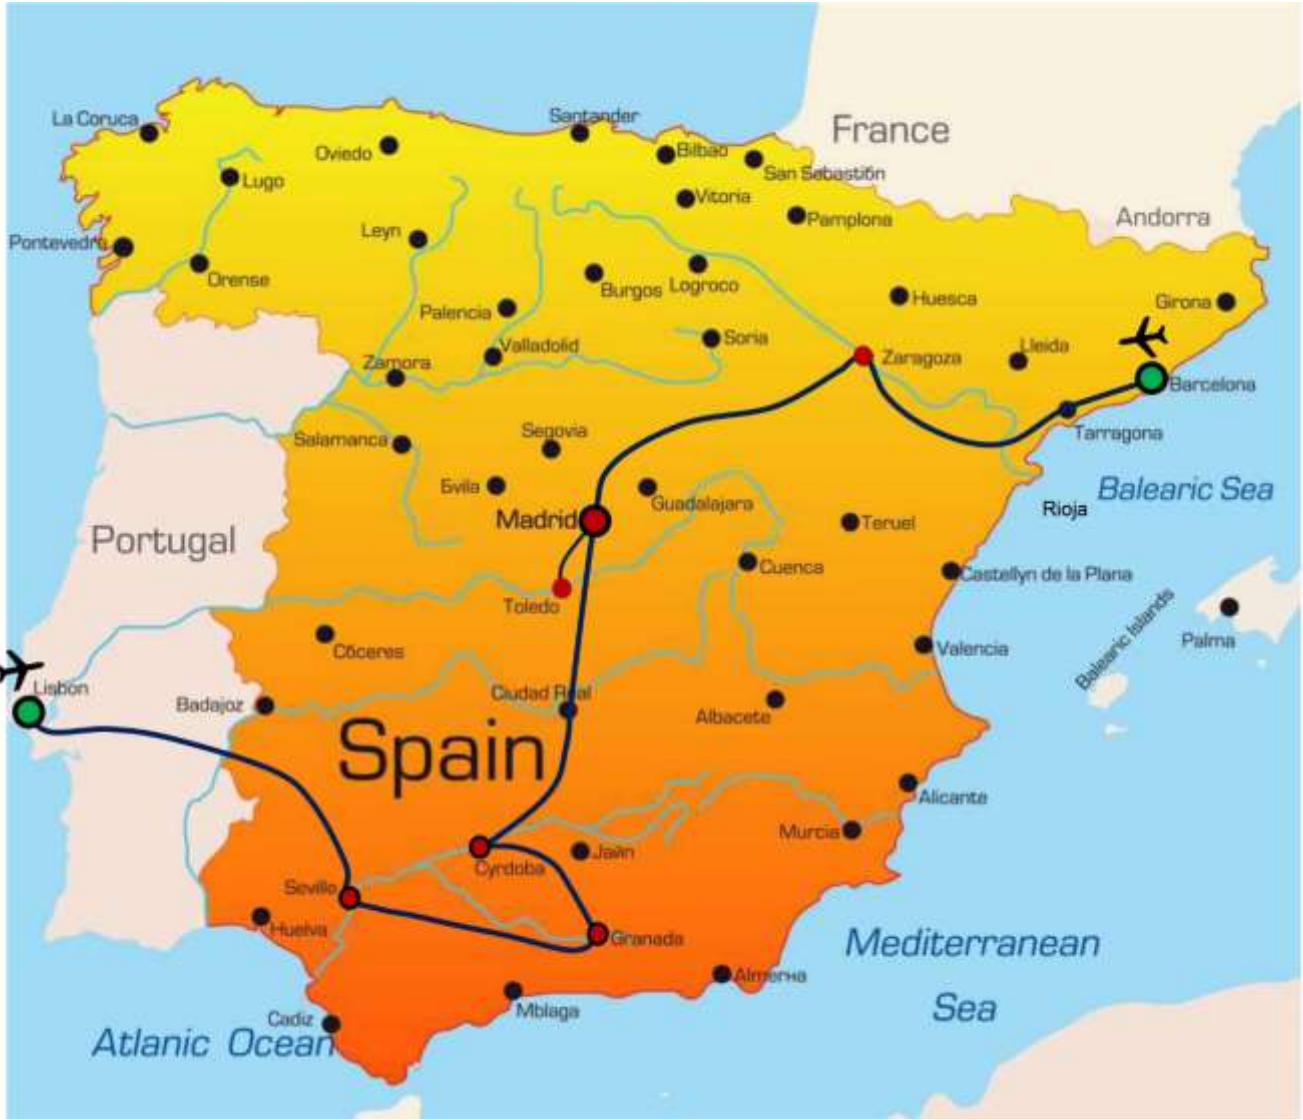 La Coruca
Santander
Oviedo
Bilbao
France
San Sebastiбn
Lugo
Vitoria
Pamplona
Andorra
Leyn
Pontevedra
Orense
Burgos
Logroco
Huesca
Girona
Palencia
Soria
Valladolid
Lleida
Zamora
Zaragoza
Barcelona
Salamanca
Segovia
Tarragona
Бvila
Guadalajara
Balearic Sea
Rioja
Madrid
Teruel
Portugal
Cuenca
Castellyn de la Plana
Toledo
Balearic Islands
Palma
Cбceres
Valencia
Lisbon
Ciudad Real
Badajoz
Albacete
Spain
Alicante
Murcia
Jaйn
Cyrdoba
Sevilla
Huelva
Granada
Mediterranean
Sea
Almerнa
Mblaga
Cadiz
Atlanic Ocean